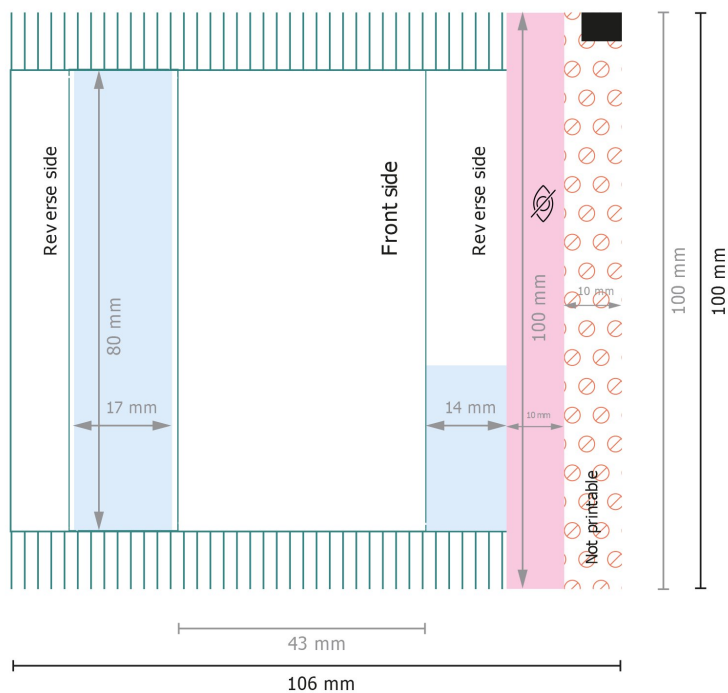 Reverse side
80 mm
17 mm
Front side
Reverse side
14 mm
100 mm
10 mm
10 mm
Not printable
100 mm
100 mm
43 mm
106 mm